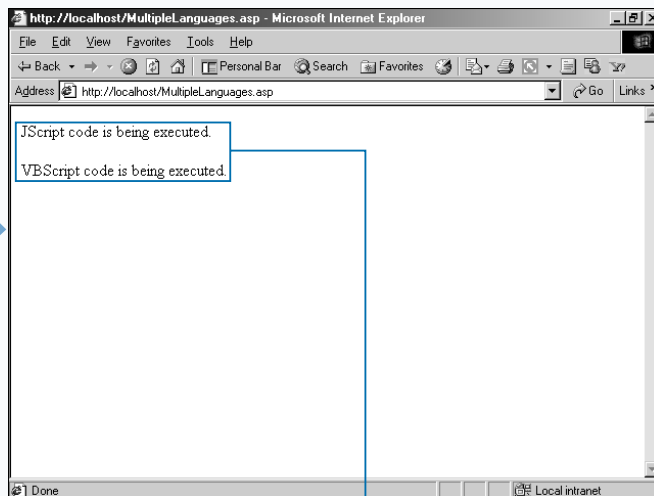 http://localhost/MultipleLanguages.asp - Microsoft Internet Explorer
File Edit View Favorites Tools Help
Back Personal Bar Search Favorites
Address http://localhost/MultipleLanguages.asp Go Links
JScript code is being executed.
VBScript code is being executed.
Done Local intranet